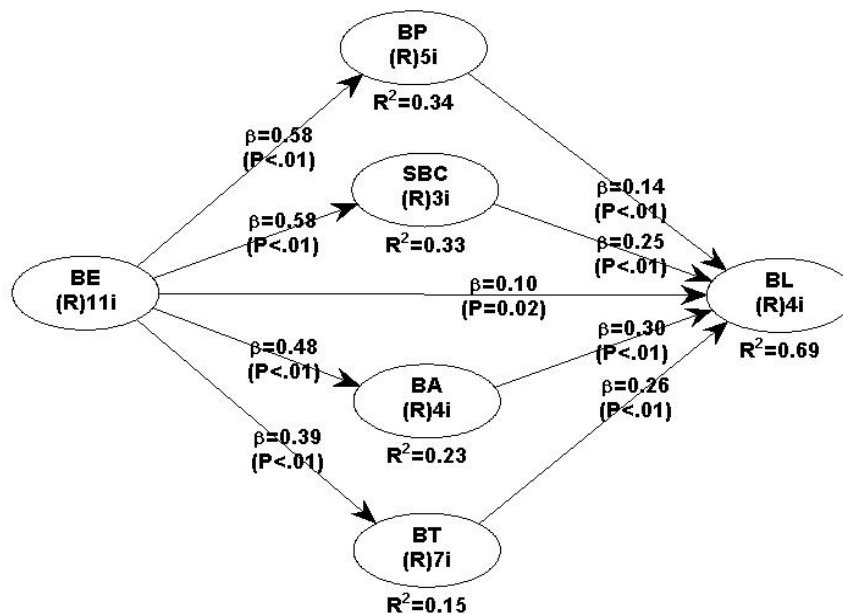 BP
(R)5i
R²=0.34
β=0.58
(P<.01)
SBC
(R)3i
R²=0.33
β=0.14
(P<.01)
β=0.58
(P<.01)
β=0.25
(P<.01)
BE
(R)11i
β=0.10
(P=0.02)
BL
(R)4i
R²=0.69
β=0.48
(P<.01)
β=0.30
(P<.01)
BA
(R)4i
R²=0.23
β=0.26
(P<.01)
β=0.39
(P<.01)
BT
(R)7i
R²=0.15